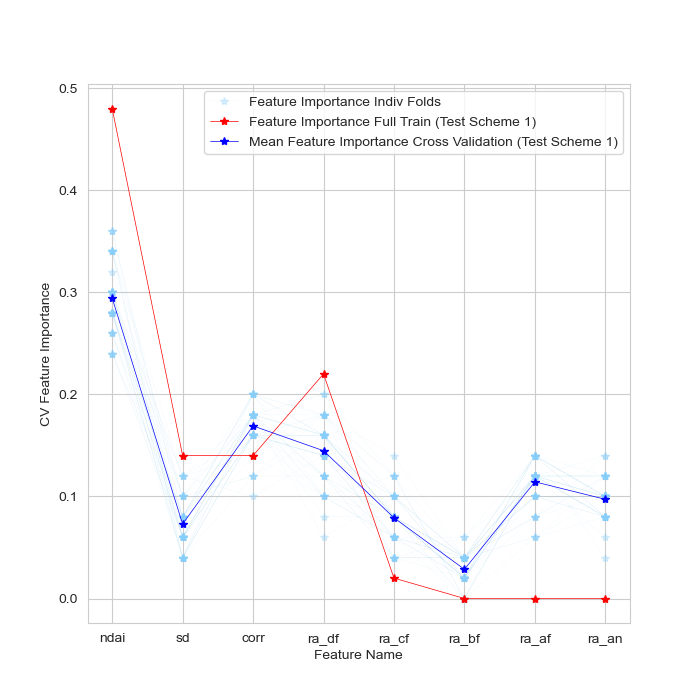 Feature Importance Indiv Folds
Feature Importance Full Train (Test Scheme 1)
Mean Feature Importance Cross Validation (Test Scheme 1)
CV Feature Importance
0.5
0.4
0.3
0.2
0.1
0.0
ndai sd corr ra_df ra_cf ra_bf ra_af ra_an
Feature Name